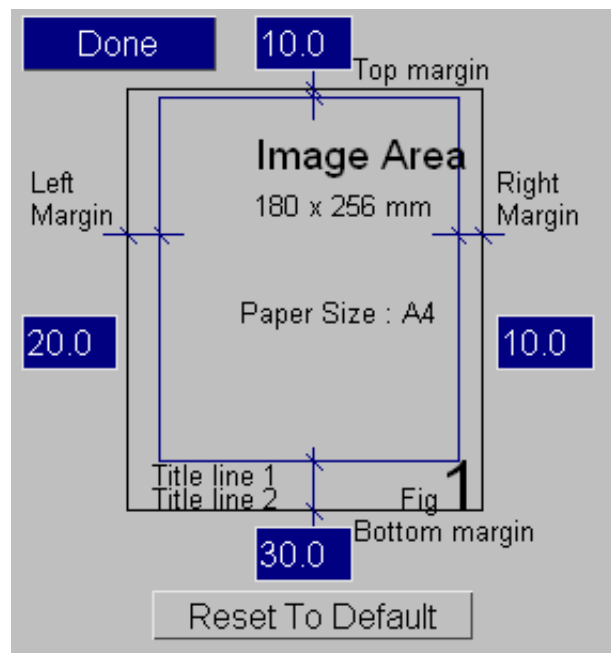 Done
10.0
Top margin
Image Area
180 x 256 mm
Left
Margin
Right
Margin
Paper Size : A4
20.0
10.0
Title line 1
Title line 2
Fig 1
Bottom margin
30.0
Reset To Default